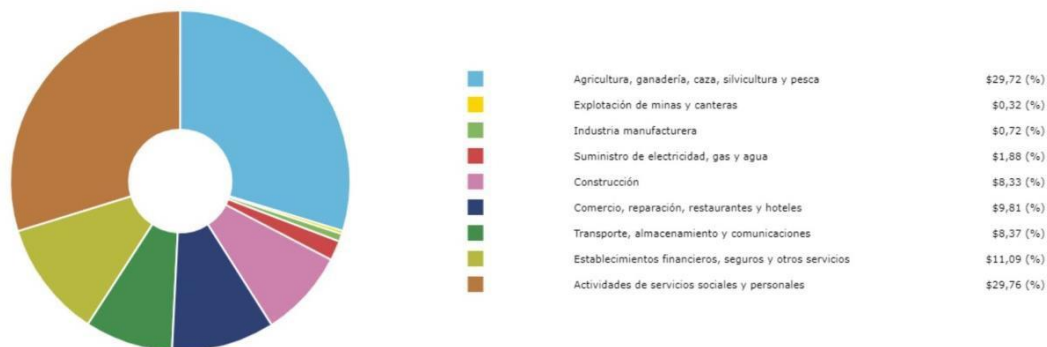 Agricultura, ganadería, caza, silvicultura y pesca $29,72 (%)
Explotación de minas y canteras $0,32 (%)
Industria manufacturera $0,72 (%)
Suministro de electricidad, gas y agua $1,88 (%)
Construcción $8,33 (%)
Comercio, reparación, restaurantes y hoteles $9,81 (%)
Transporte, almacenamiento y comunicaciones $8,37 (%)
Establecimientos financieros, seguros y otros servicios $11,09 (%)
Actividades de servicios sociales y personales $29,76 (%)